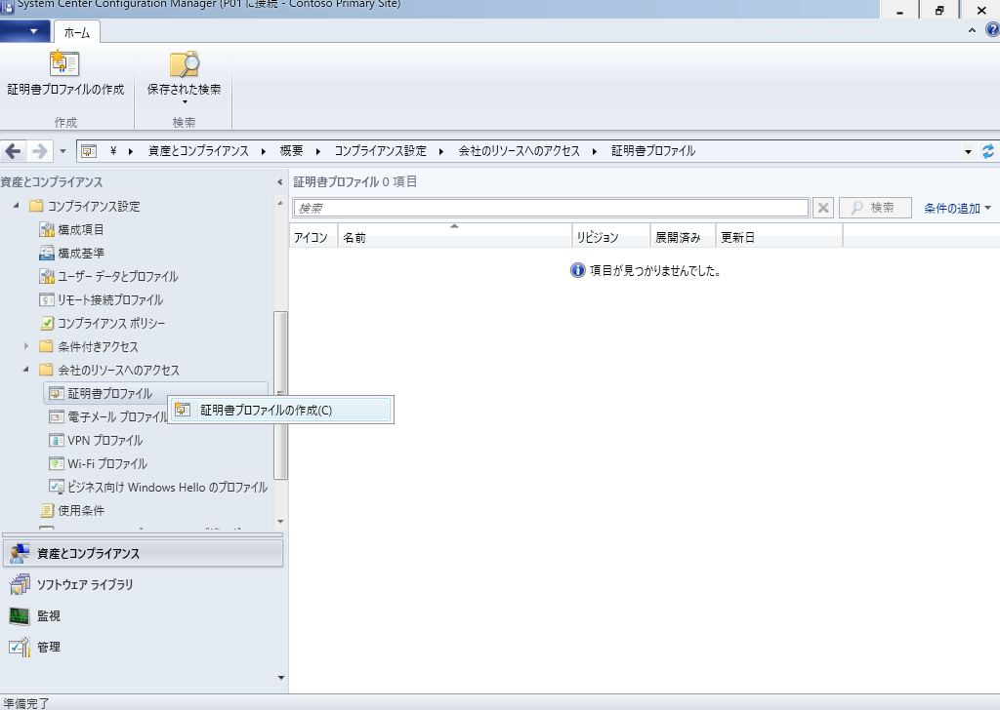 System Center Configuration Manager (P01 に接続 - Contoso Primary Site)
ホーム
証明書プロファイルの作成
保存された検索
作成
検索
¥ 資産とコンプライアンス 概要 コンプライアンス設定 会社のリソースへのアクセス 証明書プロファイル
資産とコンプライアンス
コンプライアンス設定
構成項目
構成基準
ユーザー データとプロファイル
リモート接続プロファイル
コンプライアンス ポリシー
条件付きアクセス
会社のリソースへのアクセス
証明書プロファイル
電子メール プロファイル
VPN プロファイル
Wi-Fi プロファイル
ビジネス向け Windows Hello のプロファイル
使用条件
証明書プロファイルの作成(C)
資産とコンプライアンス
ソフトウェア ライブラリ
監視
管理
証明書プロファイル 0 項目
検索
検索
条件の追加
アイコン 名前 リビジョン 展開済み 更新日
項目が見つかりませんでした。
準備完了